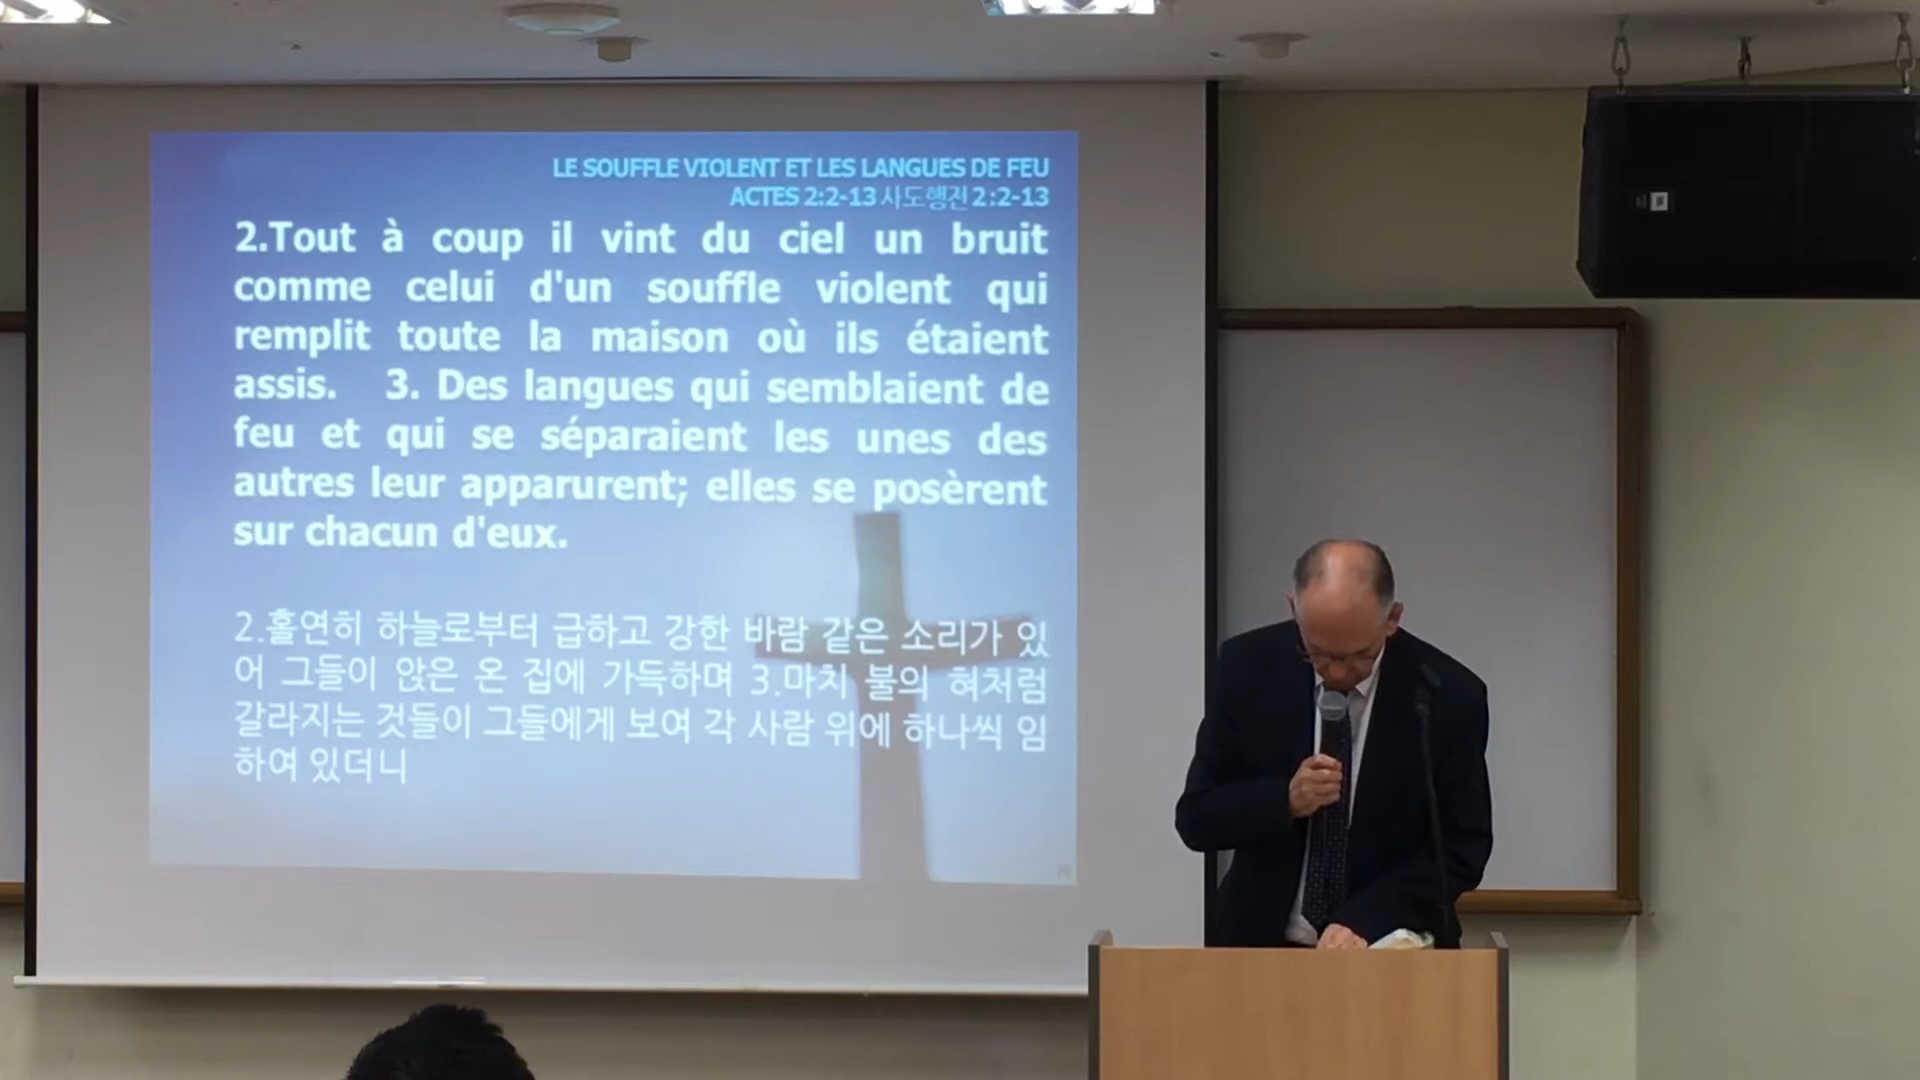 LE SOUFFLE VIOLENT ET LES LANGUES DE FEU
ACTES 2:2-13 사도행전 2:2-13
2.Tout à coup il vint du ciel un bruit
comme celui d'un souffle violent qui
remplit toute la maison où ils étaient
assis. 3. Des langues qui semblaient de
feu et qui se séparaient les unes des
autres leur apparurent; elles se posèrent
sur chacun d'eux.
2.홀연히 하늘로부터 급하고 강한 바람 같은 소리가 있
어 그들이 앉은 온 집에 가득하며 3.마치 불의 혀처럼
갈라지는 것들이 그들에게 보여 각 사람 위에 하나씩 임
하여 있더니